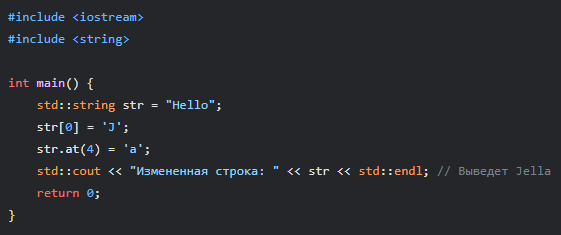 #include <iostream>
#include <string>

int main() {
    std::string str = "Hello";
    str[0] = 'J';
    str.at(4) = 'a';
    std::cout << "Измененная строка: " << str << std::endl; // Выведет Jella
    return 0;
}